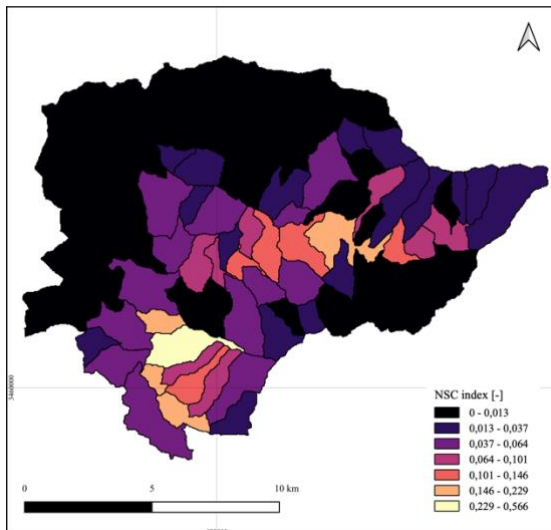 NSC index [-]
0 - 0,013
0,013 - 0,037
0,037 - 0,064
0,064 - 0,101
0,101 - 0,146
0,146 - 0,229
0,229 - 0,566
3460000
0 5 10 km